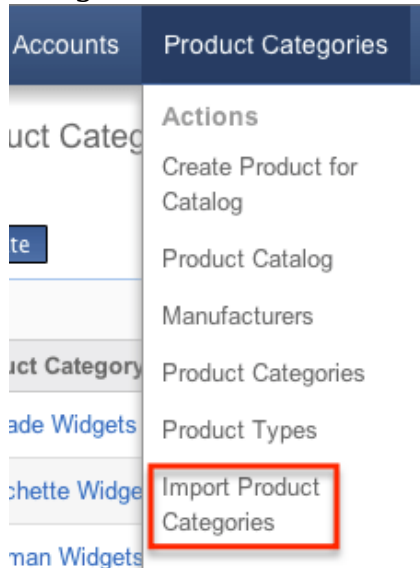 Accounts Product Categories
Actions
uct Categ
Create Product for
Catalog
te
Product Catalog
Manufacturers
uct Category
Product Categories
ade Widgets
Product Types
chette Widge
Import Product
Categories
man Widgets